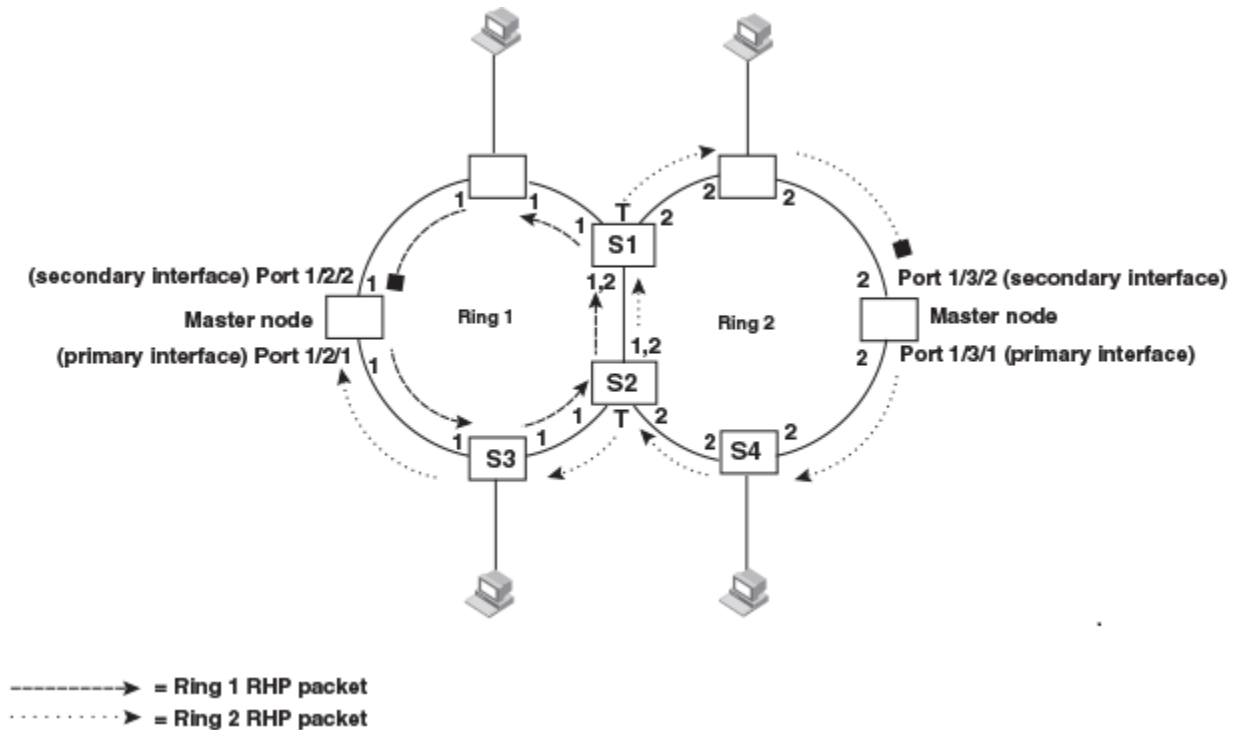 1
1
2
2
T
1
S1
2
(secondary interface) Port 1/2/2
1
1,2
2
Port 1/3/2 (secondary interface)
Master node
Ring 1
Ring 2
Master node
(primary interface) Port 1/2/1
1
1,2
2
Port 1/3/1 (primary interface)
S2
1
T
2
1
S3
1
2
S4
2
.
= Ring 1 RHP packet
= Ring 2 RHP packet